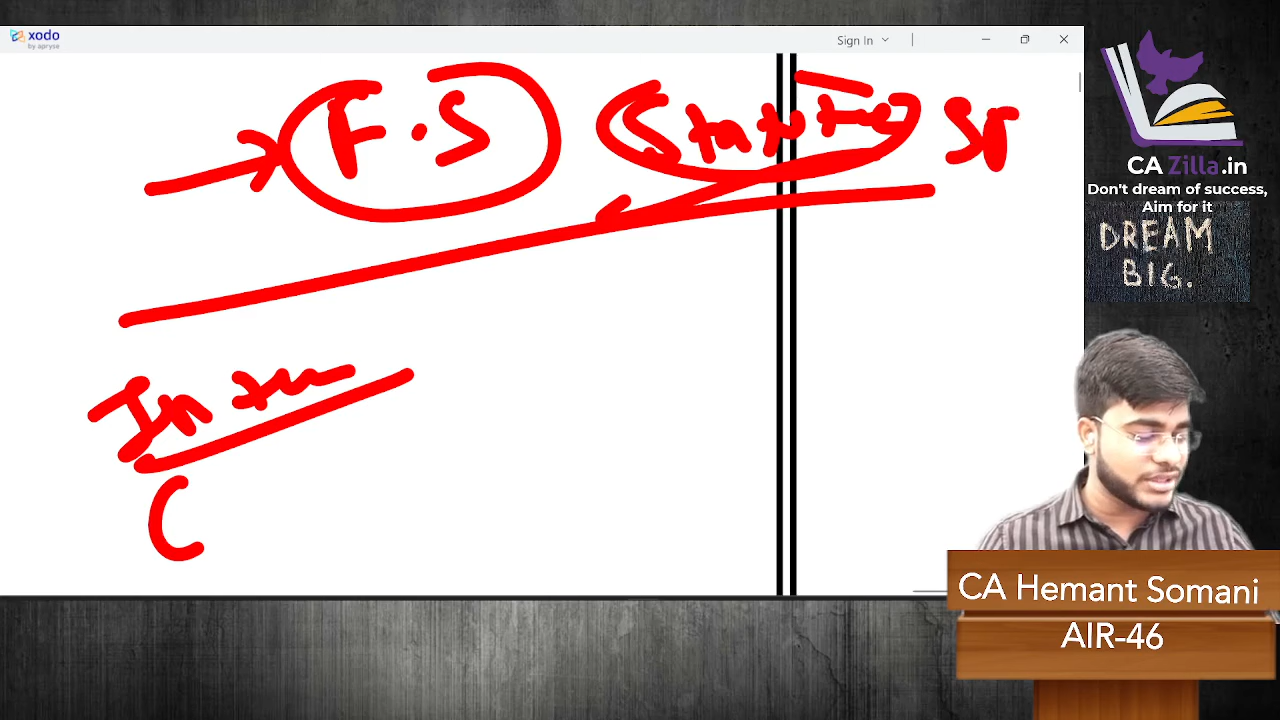 xodo
by apryse
Sign In
F.S
CA Zilla.in
Don't dream of success,
Aim for it
DREAM
BIG.
C
CA Hemant Somani
AIR-46